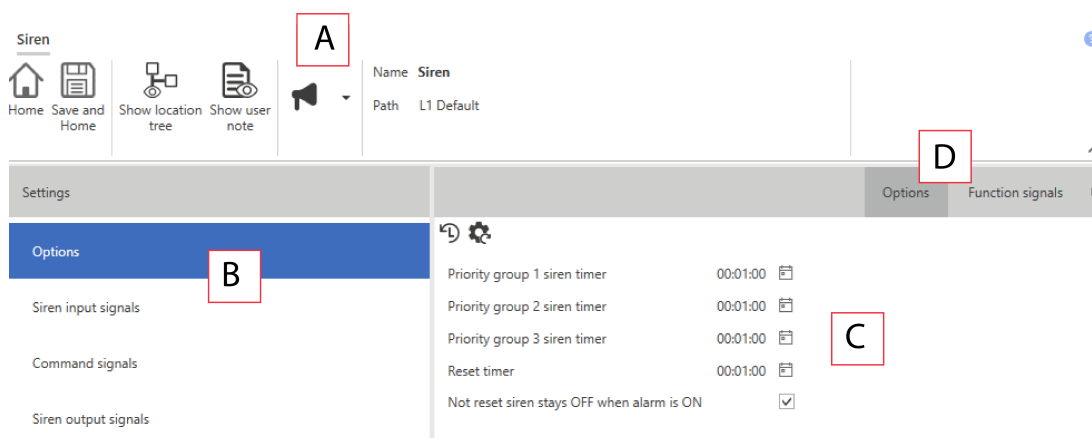 Siren
A
Name Siren
Path L1 Default
Home Save and Home Show location tree Show user note
D
Settings
Options Function signals
Options
B
Siren input signals
Command signals
Siren output signals
Priority group 1 siren timer 00:01:00
Priority group 2 siren timer 00:01:00
Priority group 3 siren timer 00:01:00
C
Reset timer 00:01:00
Not reset siren stays OFF when alarm is ON